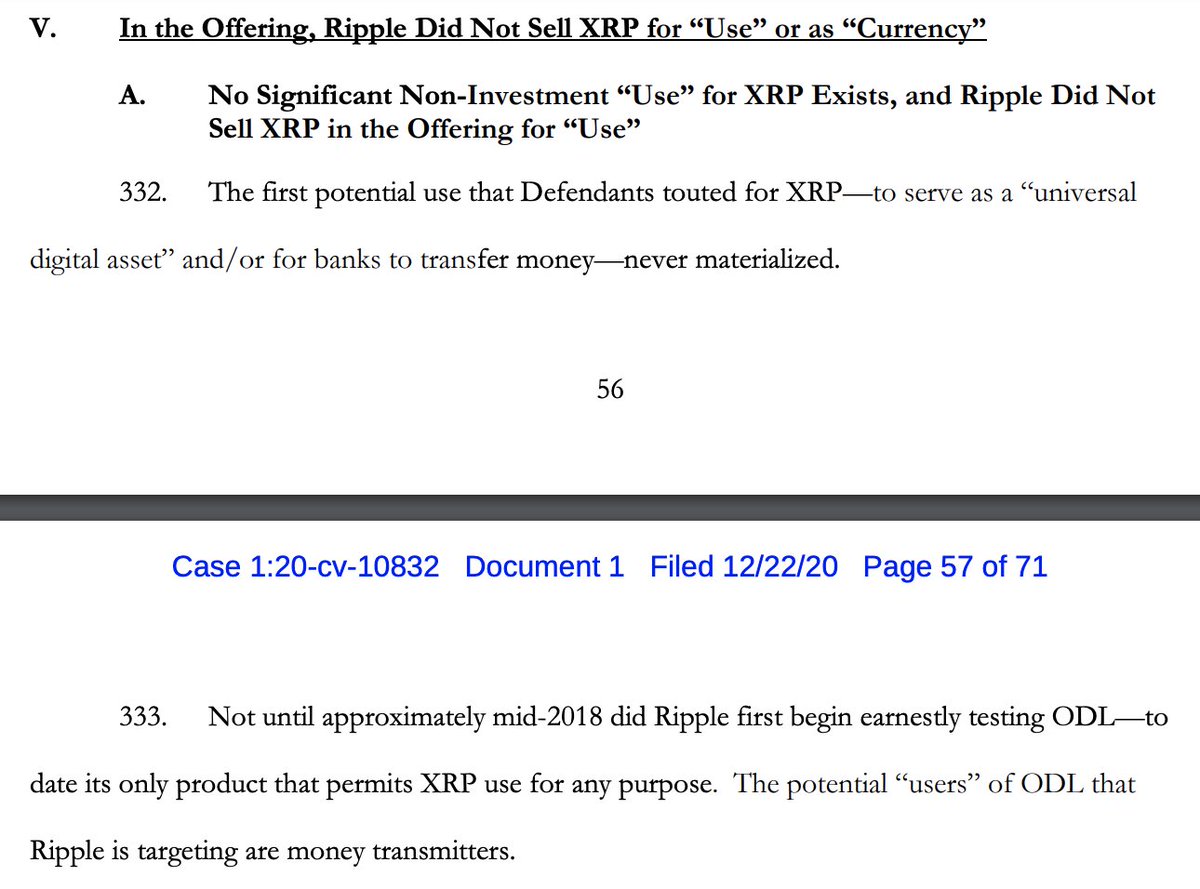 V. In the Offering, Ripple Did Not Sell XRP for “Use” or as “Currency”
A. No Significant Non-Investment “Use” for XRP Exists, and Ripple Did Not
Sell XRP in the Offering for “Use”
332. The first potential use that Defendants touted for XRP—to serve as a “universal
digital asset” and/or for banks to transfer money—never materialized.
56
Case 1:20-cv-10832 Document 1 Filed 12/22/20 Page 57 of 71
333. Not until approximately mid-2018 did Ripple first begin earnestly testing ODL—to
date its only product that permits XRP use for any purpose. The potential “users” of ODL that
Ripple is targeting are money transmitters.